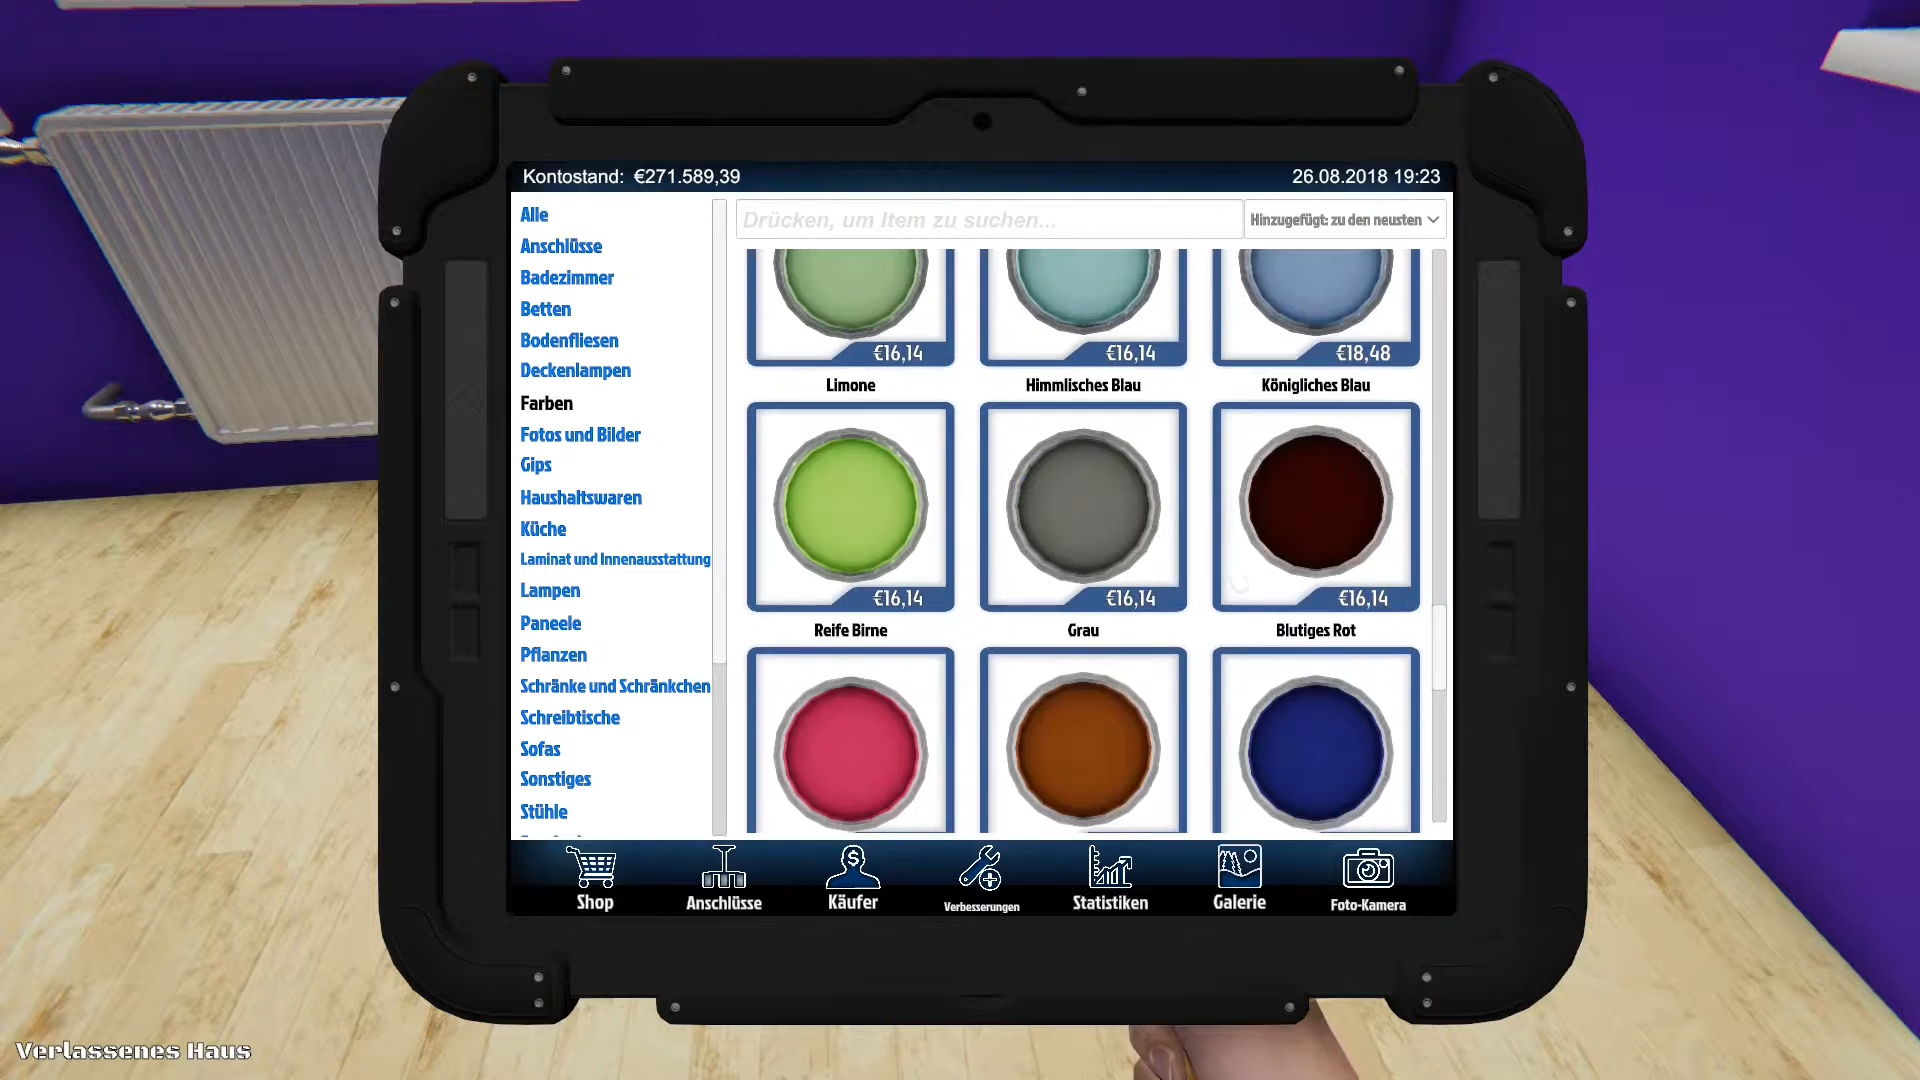 Kontostand: €271.589,39
26.08.2018 19:23
Drücken, um Item zu suchen...
Hinzugefügt: zu den neusten
Alle
Anschlüsse
Badezimmer
Betten
Bodenfliesen
Deckenlampen
Farben
Fotos und Bilder
Gips
Haushaltswaren
Küche
Laminat und Innenausstattung
Lampen
Paneele
Pflanzen
Schränke und Schränkchen
Schreibtische
Sofas
Sonstiges
Stühle
€16,14
€16,14
€18,48
Limone
Himmlisches Blau
Königliches Blau
€16,14
€16,14
€16,14
Reife Birne
Grau
Blutiges Rot
Shop
Anschlüsse
Käufer
Verbesserungen
Statistiken
Galerie
Foto-Kamera
Verlassenes Haus